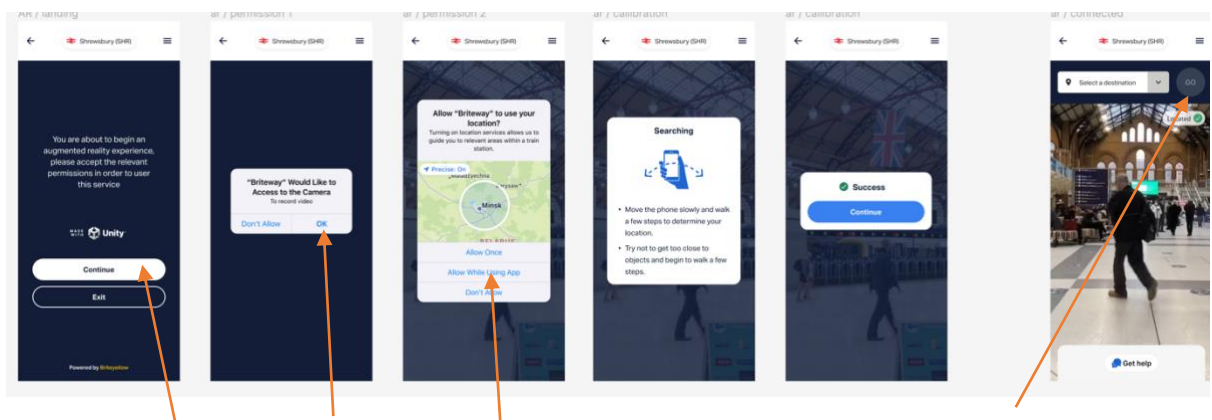 AR / landing
Shrewsbury (SHR)
You are about to begin an
augmented reality experience,
please accept the relevant
permissions in order to user
this service
MADE WITH Unity
Continue
Exit
Powered by Briteyellow
ar / permission 1
Shrewsbury (SHR)
"Briteway" Would Like to
Access to the Camera
To record video
Don't Allow
OK
ar / permission 2
Shrewsbury (SHR)
Allow "Briteway" to use your
location?
Turning on location services allows us to
guide you to relevant areas within a train
station.
Precise: On
Minsk
BELARUS
Allow Once
Allow While Using App
Don't Allow
ar / calibration
Shrewsbury (SHR)
Searching
• Move the phone slowly and walk
a few steps to determine your
location.
• Try not to get too close to
objects and begin to walk a few
steps.
ar / calibration
Shrewsbury (SHR)
Success
Continue
ar / connected
Shrewsbury (SHR)
Select a destination
GO
Located
Get help